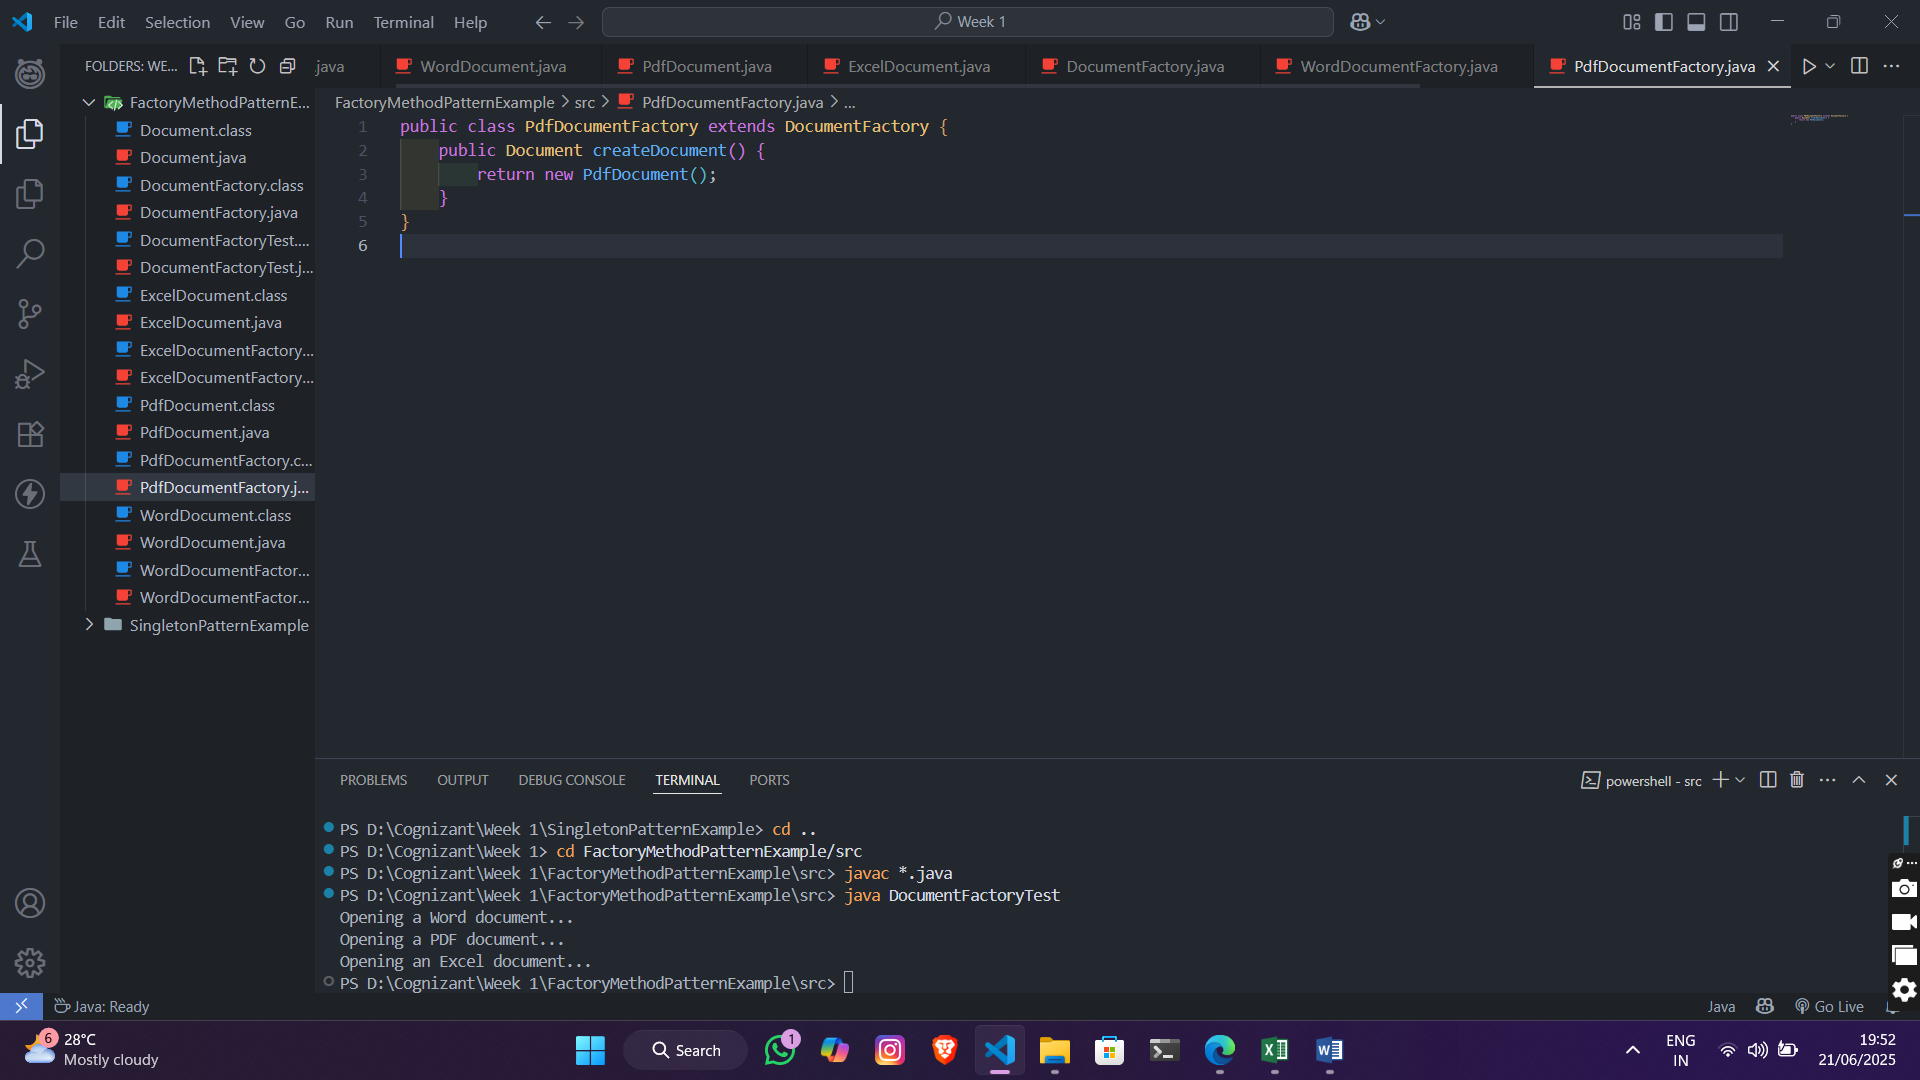 File Edit Selection View Go Run Terminal Help
Week 1
FOLDERS: WE...
java
WordDocument.java
PdfDocument.java
ExcelDocument.java
DocumentFactory.java
WordDocumentFactory.java
PdfDocumentFactory.java
FactoryMethodPatternE...
Document.class
Document.java
DocumentFactory.class
DocumentFactory.java
DocumentFactoryTest....
DocumentFactoryTest.j...
ExcelDocument.class
ExcelDocument.java
ExcelDocumentFactory...
ExcelDocumentFactory...
PdfDocument.class
PdfDocument.java
PdfDocumentFactory.c...
PdfDocumentFactory.j...
WordDocument.class
WordDocument.java
WordDocumentFactor...
WordDocumentFactor...
SingletonPatternExample
FactoryMethodPatternExample > src > PdfDocumentFactory.java > ...
1 public class PdfDocumentFactory extends DocumentFactory {
2 public Document createDocument() {
3 return new PdfDocument();
4 }
5 }
6
PROBLEMS OUTPUT DEBUG CONSOLE TERMINAL PORTS
powershell - src
PS D:\Cognizant\Week 1\SingletonPatternExample> cd ..
PS D:\Cognizant\Week 1> cd FactoryMethodPatternExample/src
PS D:\Cognizant\Week 1\FactoryMethodPatternExample\src> javac *.java
PS D:\Cognizant\Week 1\FactoryMethodPatternExample\src> java DocumentFactoryTest
Opening a Word document...
Opening a PDF document...
Opening an Excel document...
PS D:\Cognizant\Week 1\FactoryMethodPatternExample\src>
Java: Ready
Java
Go Live
6
28°C
Mostly cloudy
Search
1
ENG
IN
19:52
21/06/2025